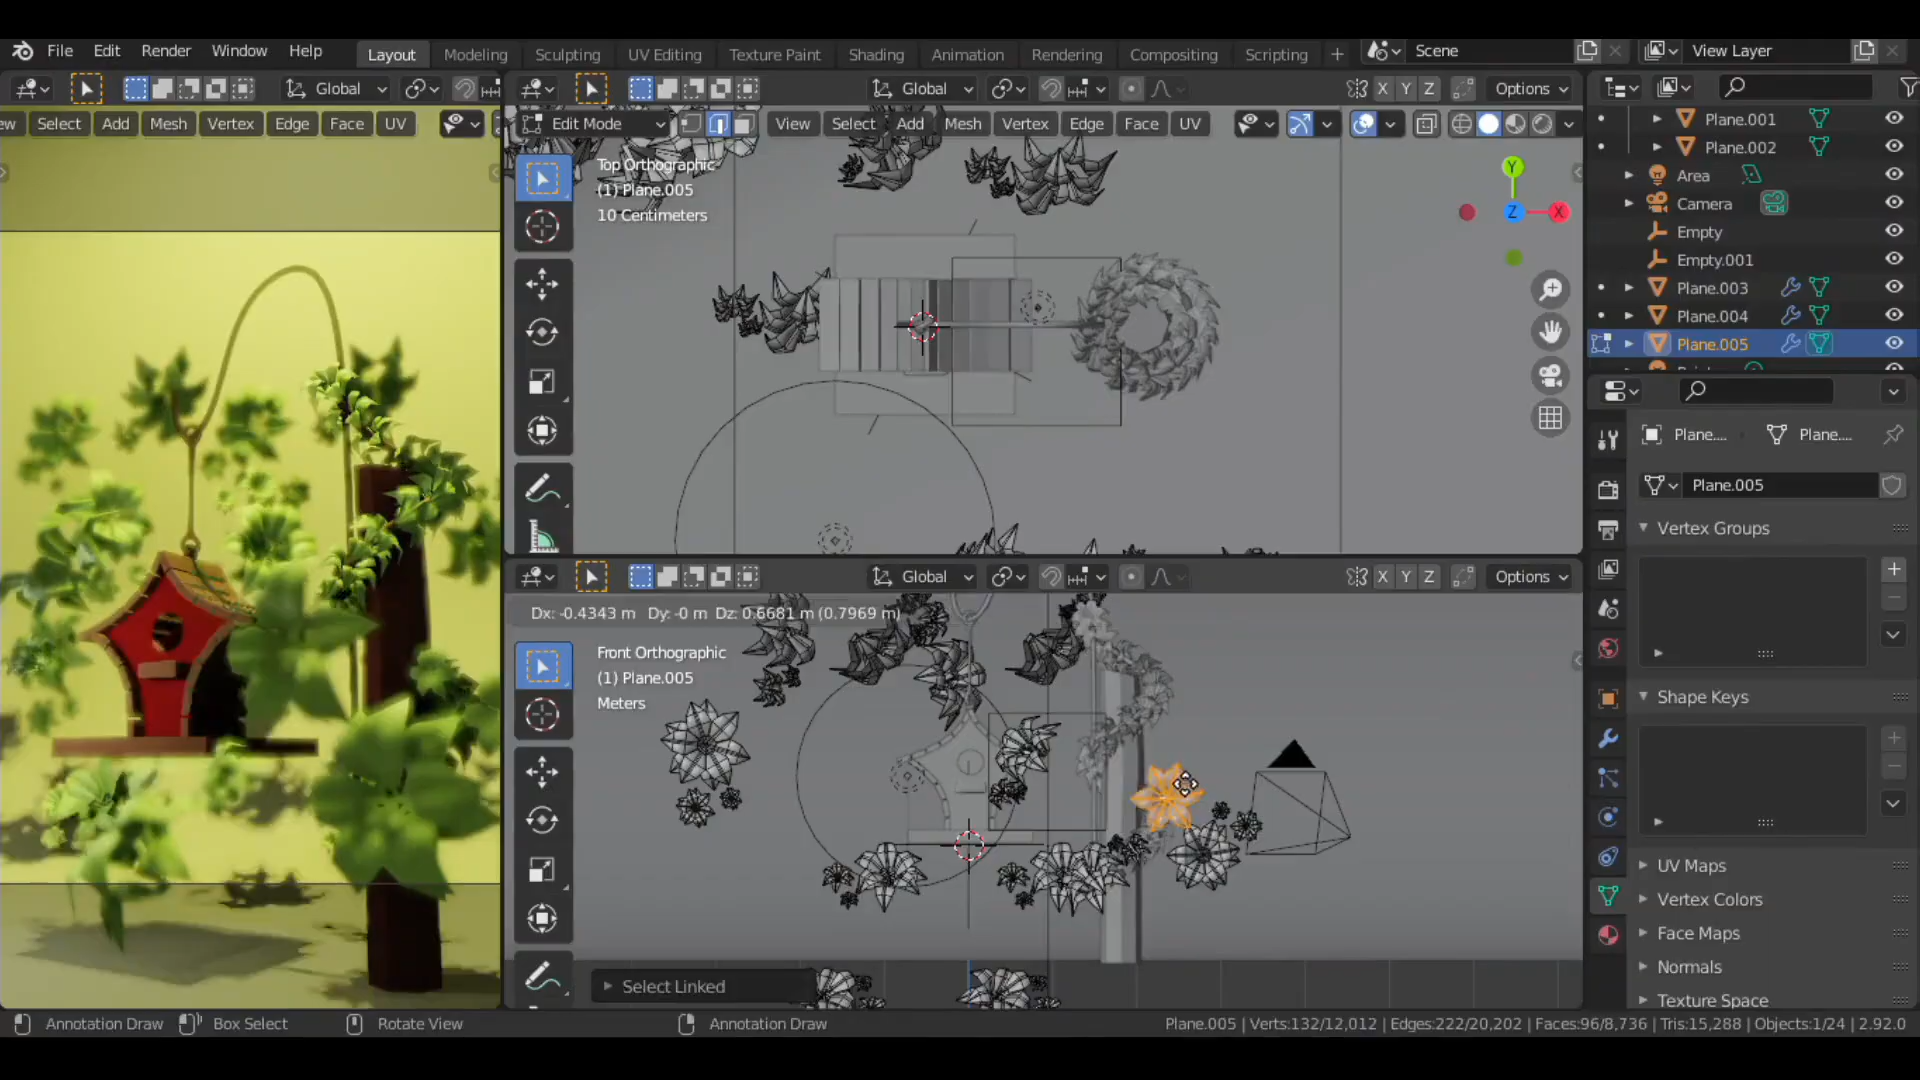 File Edit Render Window Help Layout Modeling Sculpting UV Editing Texture Paint Shading Animation Rendering Compositing Scripting + Scene View Layer
Global Global X Y Z Options
Select Add Mesh Vertex Edge Face UV
Edit Mode View Select Add Mesh Vertex Edge Face UV
Top Orthographic
(1) Plane.005
10 Centimeters
Y
Z
X
Global X Y Z Options
Dx: -0.4343 m Dy: -0 m Dz: 0.6681 m (0.7969 m)
Front Orthographic
(1) Plane.005
Meters
Select Linked
Plane.001
Plane.002
Area
Camera
Empty
Empty.001
Plane.003
Plane.004
Plane.005
Plane.... Plane....
Plane.005
Vertex Groups
Shape Keys
UV Maps
Vertex Colors
Face Maps
Normals
Texture Space
Annotation Draw Box Select Rotate View Annotation Draw Plane.005 | Verts:132/12,012 | Edges:222/20,202 | Faces:96/8,736 | Tris:15,288 | Objects:1/24 | 2.92.0